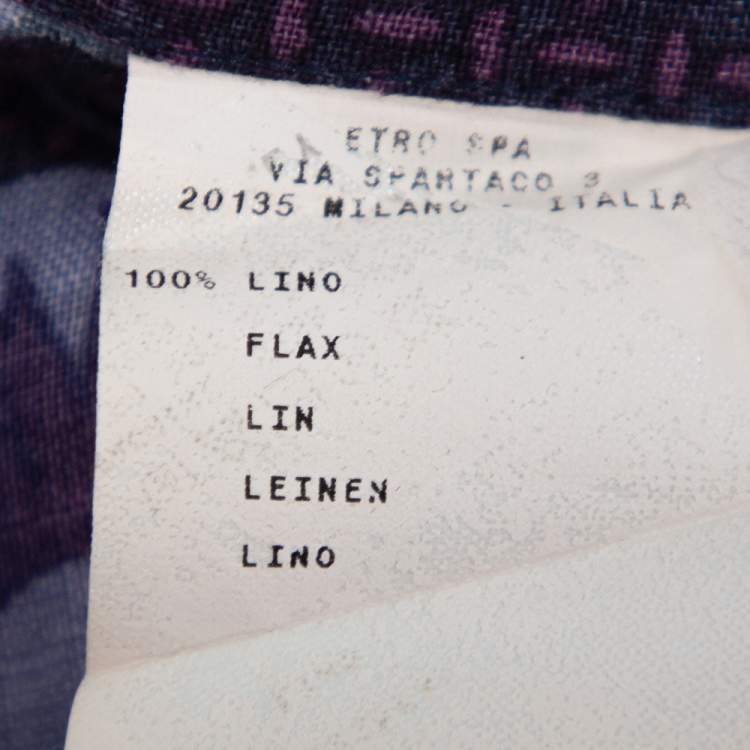 ETRO SPA
VIA SPARTACO 3
20135 MILANO - ITALIA
100% LINO
FLAX
LIN
LEINEN
LINO